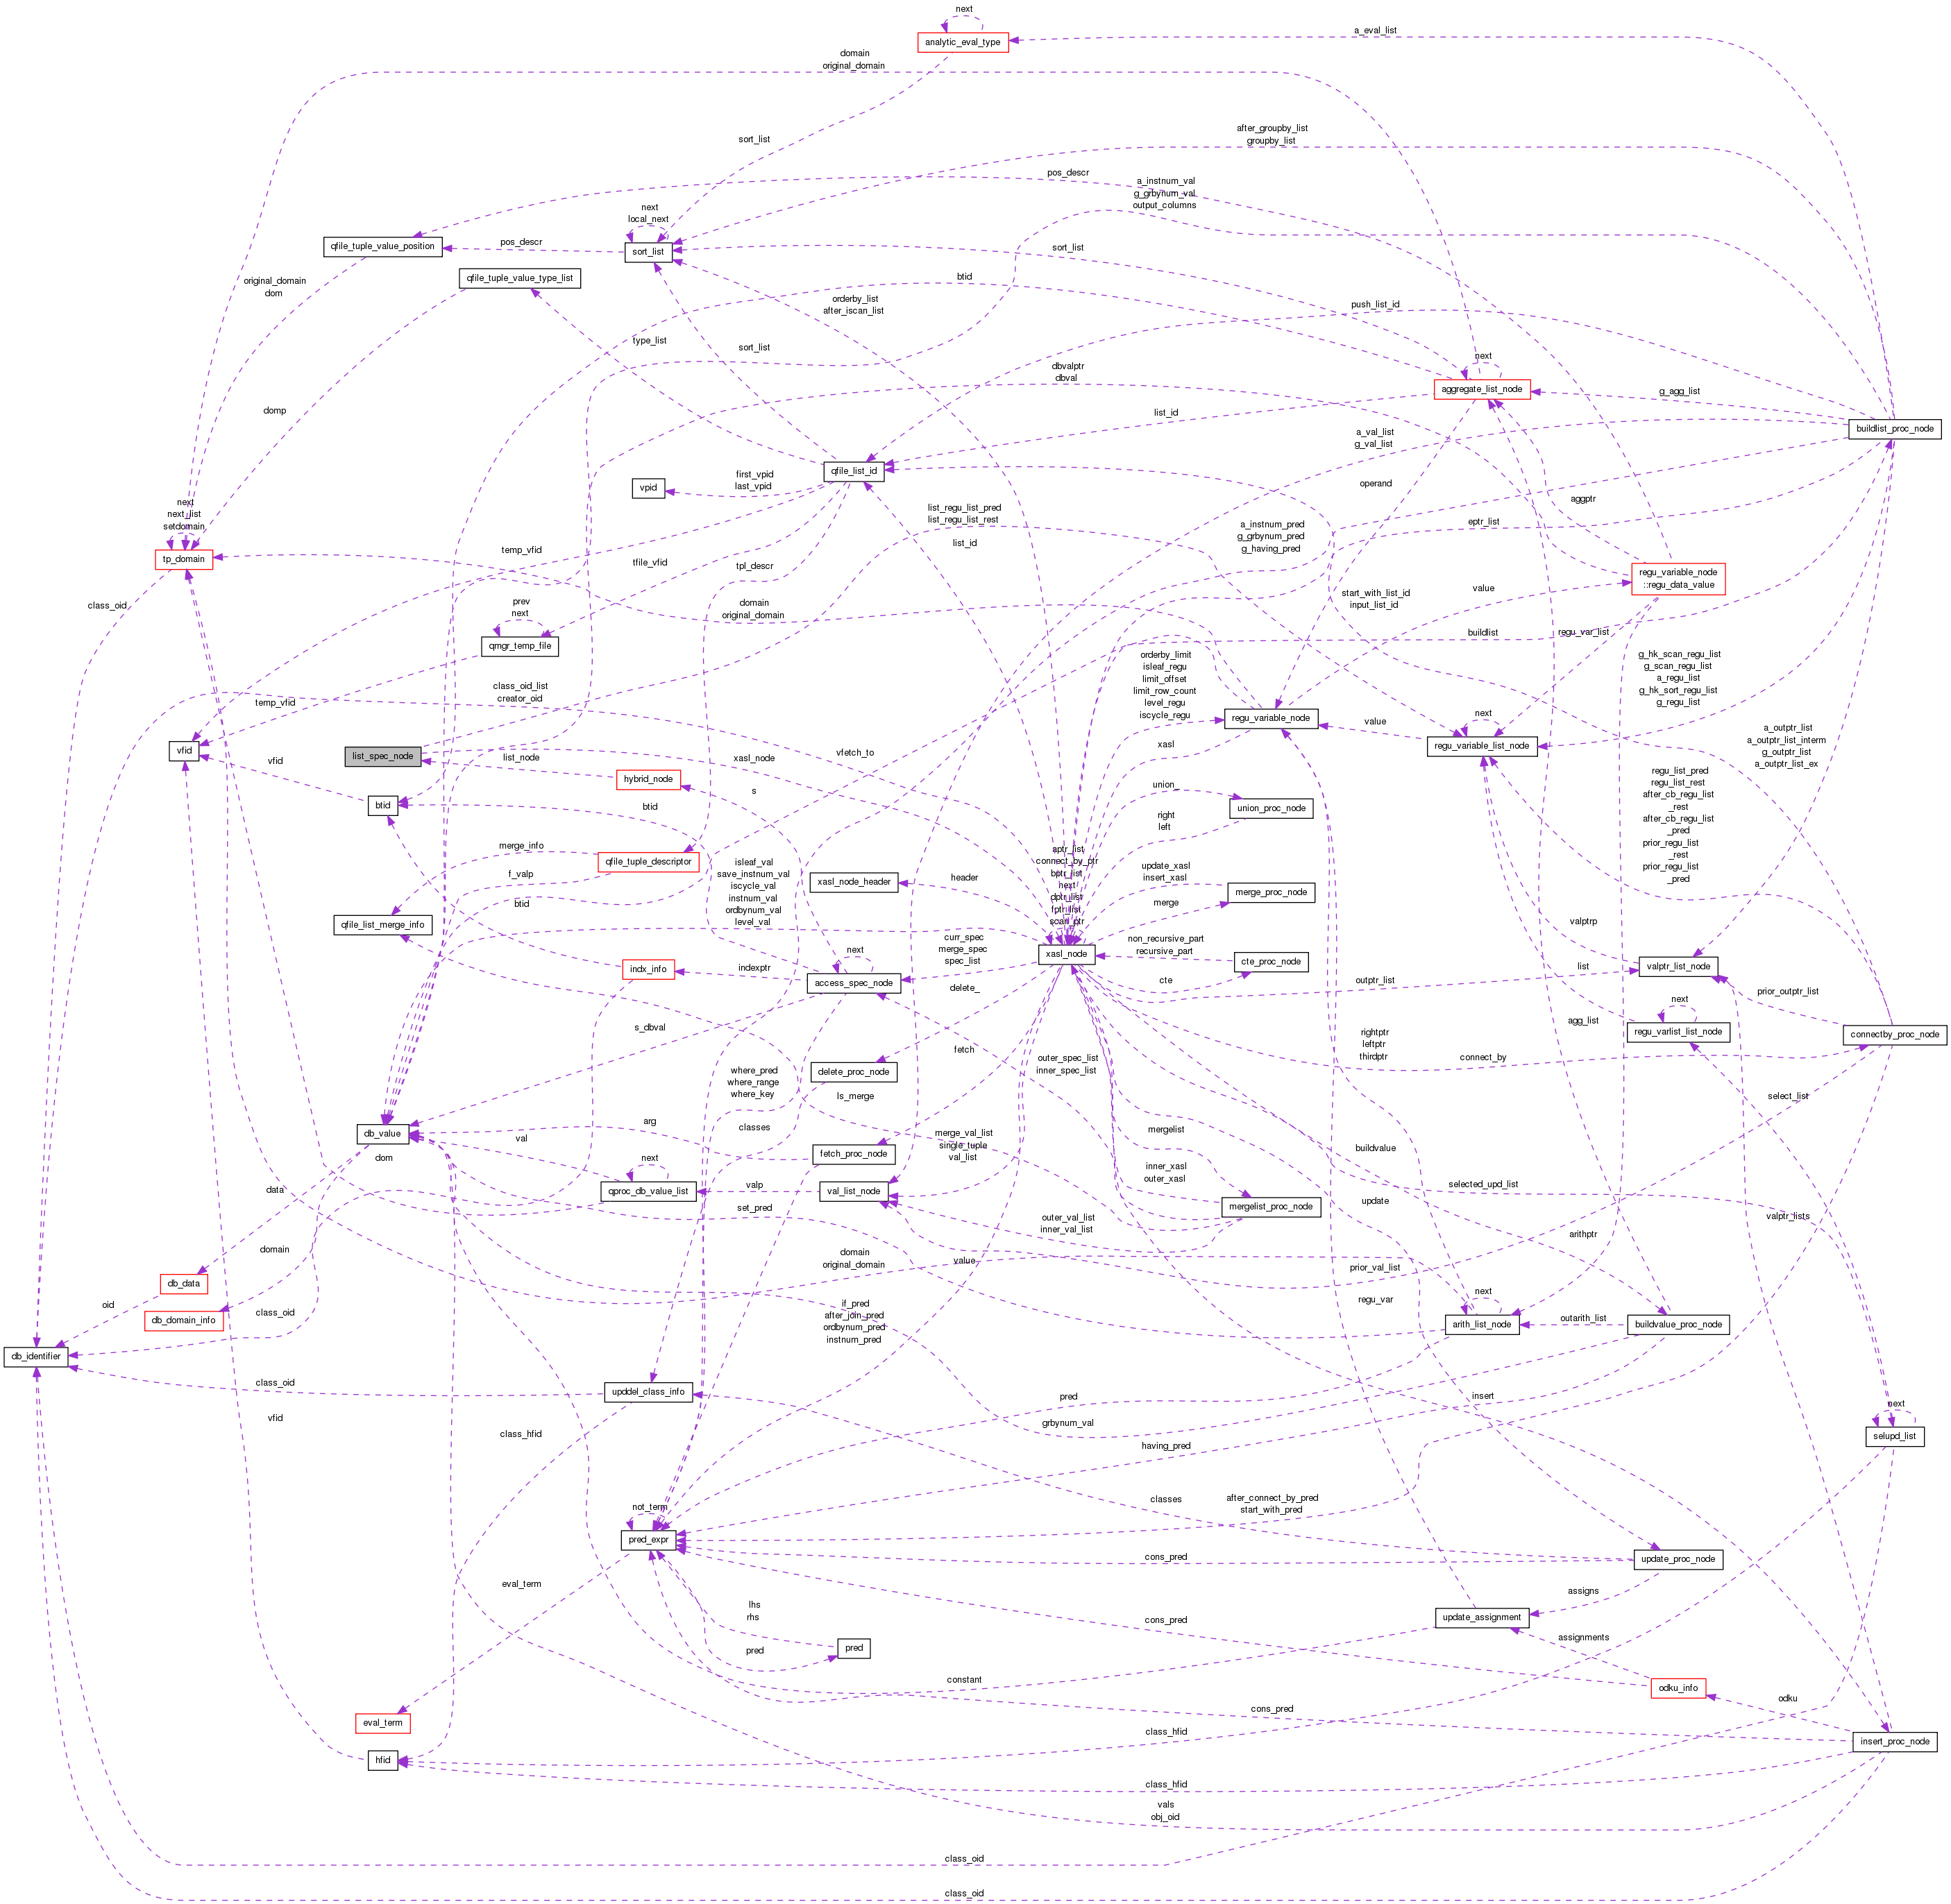 next
analytic_eval_type
a_eval_list
domain
original_domain
sort_list
after_groupby_list
groupby_list
pos_descr
a_instnum_val
g_grbynum_val
output_columns
next
local_next
qfile_tuple_value_position
pos_descr
sort_list
sort_list
original_domain
dom
qfile_tuple_value_type_list
btid
orderby_list
after_iscan_list
push_list_id
type_list
sort_list
dbvalptr
dbval
next
aggregate_list_node
g_agg_list
domp
list_id
buildlist_proc_node
a_val_list
g_val_list
qfile_list_id
first_vpid
last_vpid
vpid
operand
aggptr
eptr_list
next
next_list
setdomain
tp_domain
list_regu_list_pred
list_regu_list_rest
list_id
a_instnum_pred
g_grbynum_pred
g_having_pred
temp_vfid
tfile_vfid
tpl_descr
regu_variable_node
::regu_data_value
class_oid
prev
next
qmgr_temp_file
domain
original_domain
start_with_list_id
input_list_id
value
buildlist
regu_var_list
class_oid_list
creator_oid
temp_vfid
orderby_limit
isleaf_regu
limit_offset
limit_row_count
level_regu
iscycle_regu
regu_variable_node
g_hk_scan_regu_list
g_scan_regu_list
a_regu_list
g_hk_sort_regu_list
g_regu_list
value
next
regu_variable_list_node
a_outptr_list
a_outptr_list_interm
g_outptr_list
a_outptr_list_ex
vfid
list_spec_node
list_node
hybrid_node
xasl_node
vfetch_to
xasl
vfid
btid
btid
s
union_
union_proc_node
right
left
regu_list_pred
regu_list_rest
after_cb_regu_list
_rest
after_cb_regu_list
_pred
prior_regu_list
_rest
prior_regu_list
_pred
merge_info
qfile_tuple_descriptor
f_valp
isleaf_val
save_instnum_val
iscycle_val
instnum_val
ordbynum_val
level_val
xasl_node_header
header
aptr_list
connect_by_ptr
bptr_list
next
dptr_list
fptr_list
scan_ptr
update_xasl
insert_xasl
merge_proc_node
merge
valptrp
btid
qfile_list_merge_info
curr_spec
merge_spec
spec_list
xasl_node
non_recursive_part
recursive_part
cte_proc_node
cte
indx_info
indexptr
next
access_spec_node
outptr_list
valptr_list_node
list
prior_outptr_list
next
regu_varlist_list_node
connectby_proc_node
delete_
s_dbval
fetch
outer_spec_list
inner_spec_list
rightptr
leftptr
thirdptr
connect_by
agg_list
delete_proc_node
where_pred
where_range
where_key
ls_merge
select_list
db_value
arg
classes
fetch_proc_node
merge_val_list
single_tuple
val_list
mergelist
buildvalue
val
dom
next
qproc_db_value_list
valp
val_list_node
inner_xasl
outer_xasl
mergelist_proc_node
update
selected_upd_list
data
set_pred
outer_val_list
inner_val_list
valptr_lists
arithptr
domain
db_data
domain
original_domain
value
prior_val_list
oid
db_domain_info
class_oid
if_pred
after_join_pred
ordbynum_pred
instnum_pred
regu_var
next
arith_list_node
outarith_list
buildvalue_proc_node
db_identifier
class_oid
upddel_class_info
pred
insert
vfid
class_hfid
grbynum_val
having_pred
next
selupd_list
not_term
pred_expr
classes
after_connect_by_pred
start_with_pred
cons_pred
update_proc_node
eval_term
lhs
rhs
pred
pred
assigns
update_assignment
cons_pred
assignments
constant
odku_info
odku
eval_term
cons_pred
hfid
class_hfid
insert_proc_node
class_hfid
vals
obj_oid
class_oid
class_oid